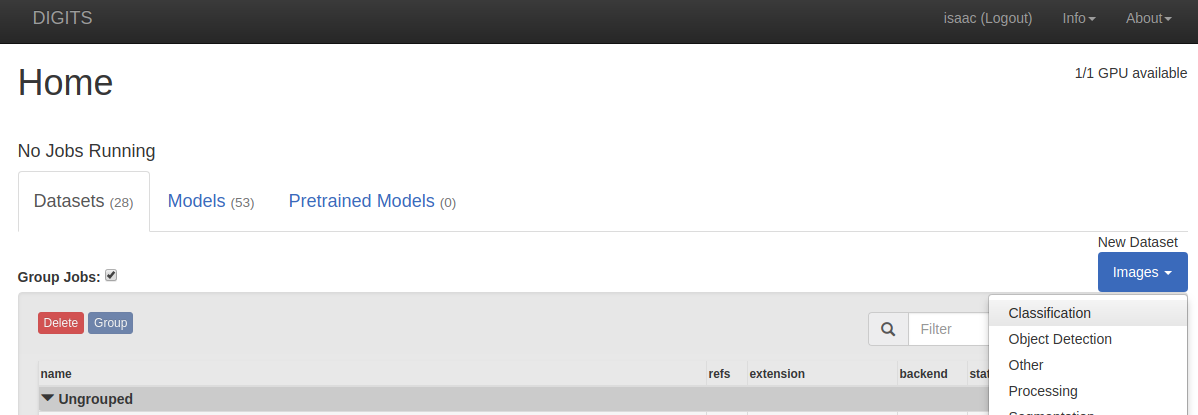 DIGITS isaac (Logout) Info About
Home 1/1 GPU available
No Jobs Running
Datasets (28) Models (53) Pretrained Models (0)
New Dataset
Group Jobs: Images
Delete Group Filter Classification
Object Detection
Other
name refs extension backend stat
Processing
Ungrouped